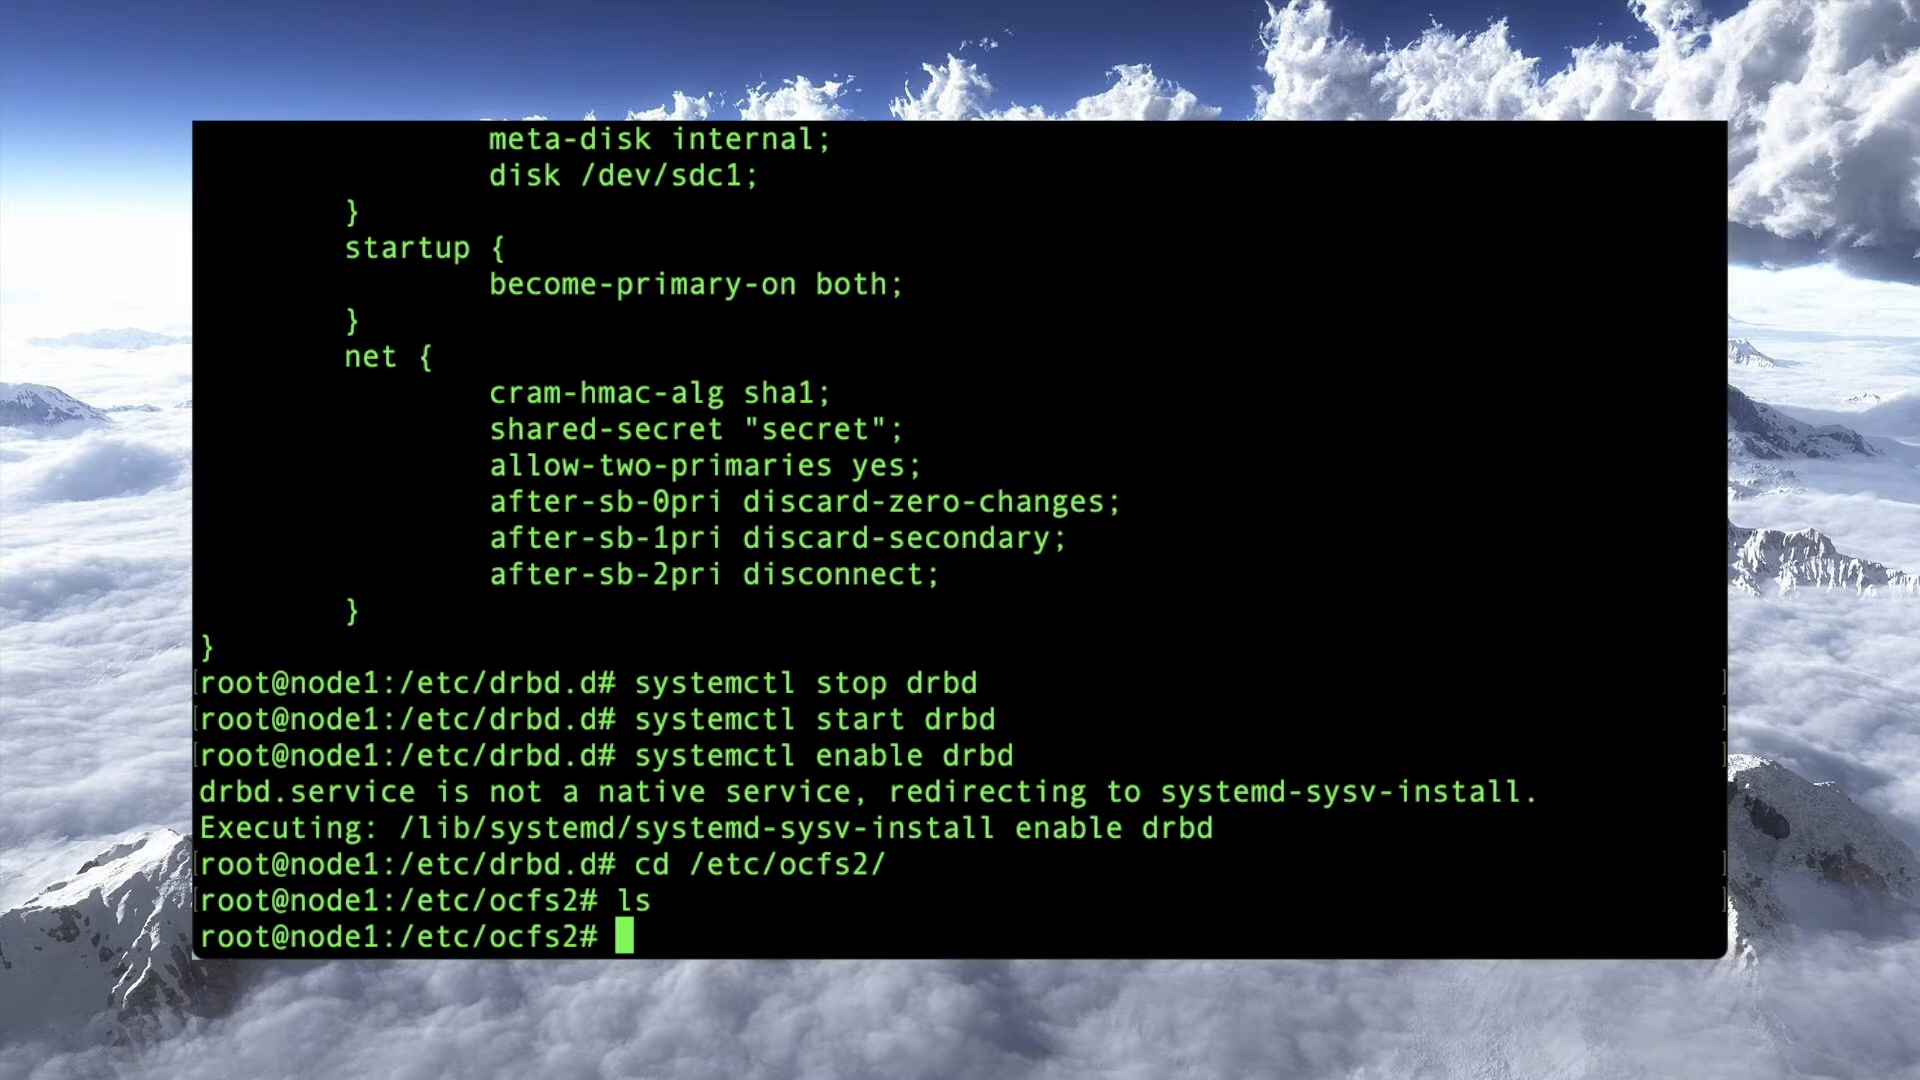 meta-disk internal;
disk /dev/sdc1;
}
startup {
become-primary-on both;
}
net {
cram-hmac-alg sha1;
shared-secret "secret";
allow-two-primaries yes;
after-sb-0pri discard-zero-changes;
after-sb-1pri discard-secondary;
after-sb-2pri disconnect;
}
}
[root@node1:/etc/drbd.d# systemctl stop drbd ]
[root@node1:/etc/drbd.d# systemctl start drbd ]
[root@node1:/etc/drbd.d# systemctl enable drbd ]
drbd.service is not a native service, redirecting to systemd-sysv-install.
Executing: /lib/systemd/systemd-sysv-install enable drbd
[root@node1:/etc/drbd.d# cd /etc/ocfs2/ ]
[root@node1:/etc/ocfs2# ls ]
root@node1:/etc/ocfs2#